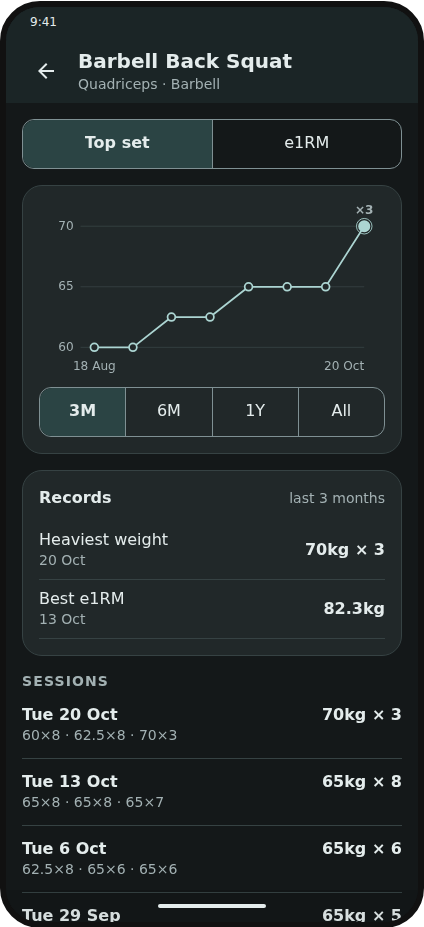 9:41
Barbell Back Squat
Quadriceps · Barbell
Top set
e1RM
×3
70
65
60
18 Aug
20 Oct
3M
6M
1Y
All
Records
last 3 months
Heaviest weight
70kg × 3
20 Oct
Best e1RM
82.3kg
13 Oct
SESSIONS
Tue 20 Oct
70kg × 3
60×8 · 62.5×8 · 70×3
Tue 13 Oct
65kg × 8
65×8 · 65×8 · 65×7
Tue 6 Oct
65kg × 6
62.5×8 · 65×6 · 65×6
Tue 29 Sep
65kg × 5